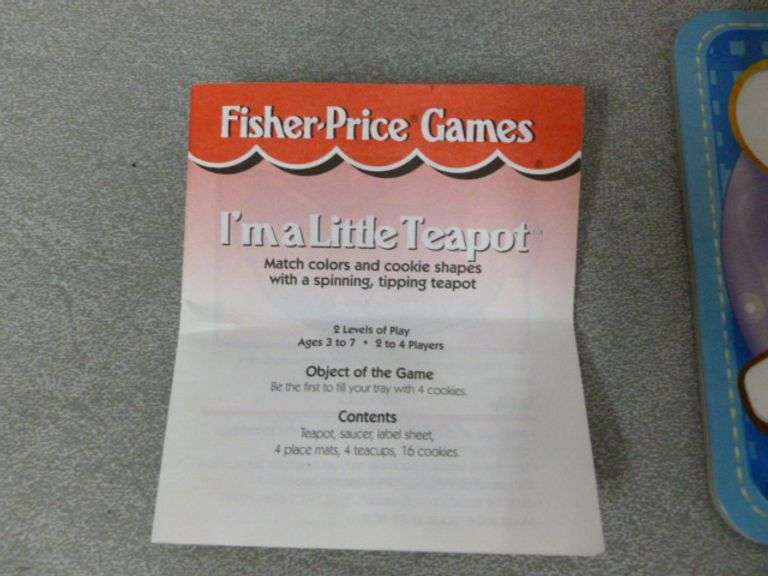 Fisher-Price® Games
I'm a Little Teapot™
Match colors and cookie shapes
with a spinning, tipping teapot
2 Levels of Play
Ages 3 to 7 • 2 to 4 Players
Object of the Game
Be the first to fill your tray with 4 cookies.
Contents
Teapot, saucer, label sheet,
4 place mats, 4 teacups, 16 cookies.